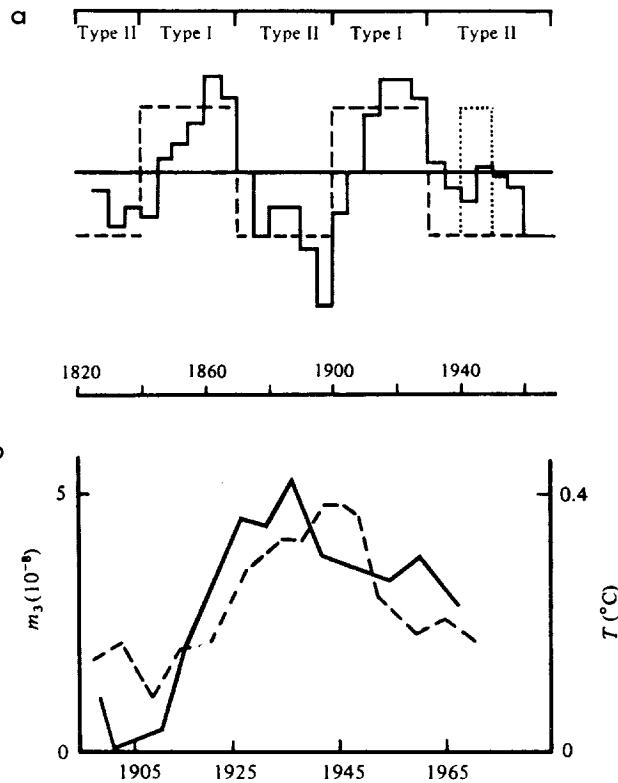 a
Type II Type I Type II Type I Type II
1820 1860 1900 1940
5 0.4
m₃ (10⁻⁸) T (°C)
0 0
1905 1925 1945 1965